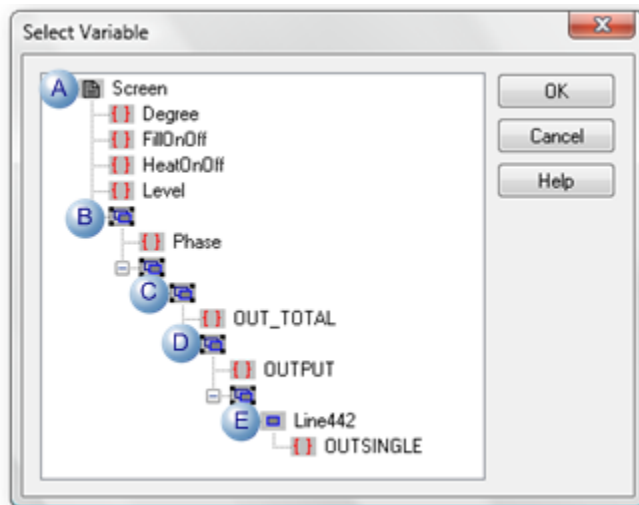 Select Variable
A Screen
{ } Degree
{ } FillOnOff
{ } HeatOnOff
{ } Level
B
{ } Phase
C
{ } OUT_TOTAL
D
{ } OUTPUT
E Line442
{ } OUTSINGLE
OK
Cancel
Help